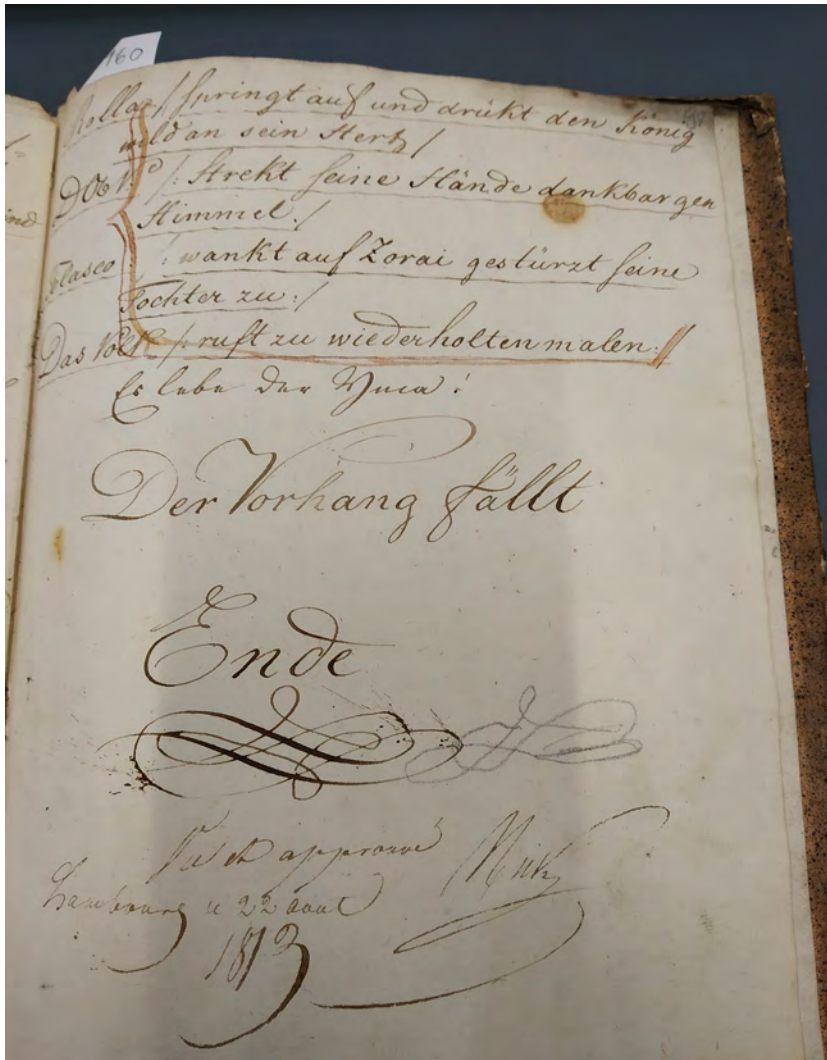 160
Rolla /: springt auf und drükt den König
wild an sein Hertz /
/: Strekt seine Hände dankbar gen
Himmel :/
/: wankt auf Zorai gestürzt seine
Tochter zu :/
Das Volk /: ruft zu wiederholten malen :/
Es lebe der Ynca!
Der Vorhang fällt
Ende
Vu et approuvé
hambourg le 22 aout
1813